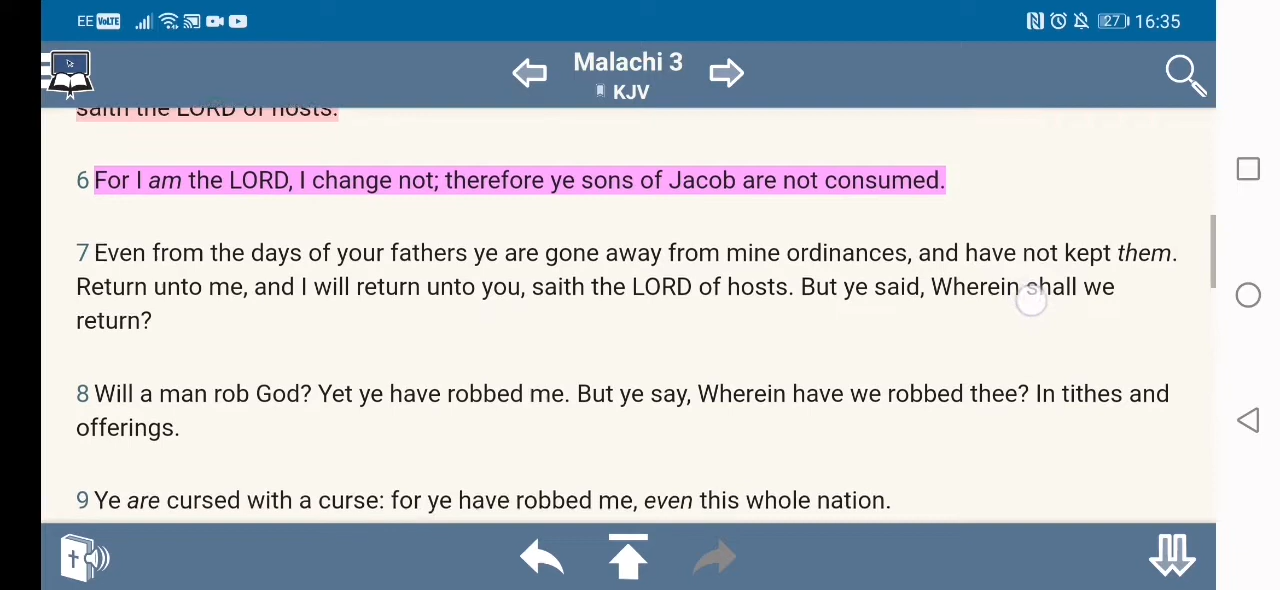 EE VoLTE 27 16:35
Malachi 3
KJV
saith the LORD of hosts.
6 For I am the LORD, I change not; therefore ye sons of Jacob are not consumed.
7 Even from the days of your fathers ye are gone away from mine ordinances, and have not kept them.
Return unto me, and I will return unto you, saith the LORD of hosts. But ye said, Wherein shall we
return?
8 Will a man rob God? Yet ye have robbed me. But ye say, Wherein have we robbed thee? In tithes and
offerings.
9 Ye are cursed with a curse: for ye have robbed me, even this whole nation.